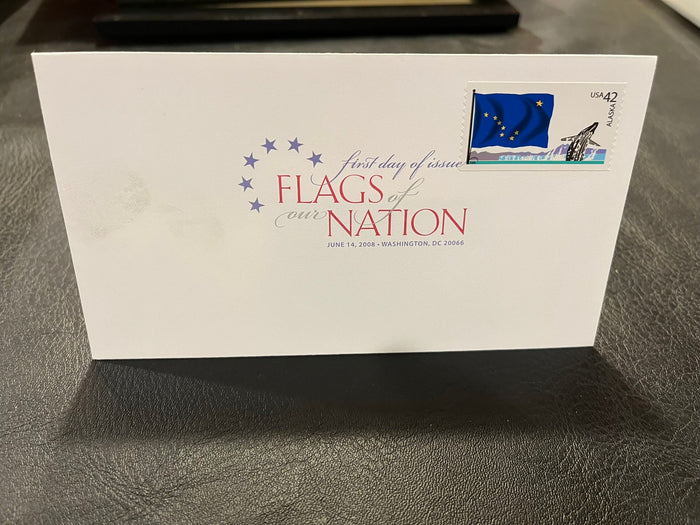 USA 42
ALASKA
first day of issue
FLAGS of
our NATION
JUNE 14, 2008 • WASHINGTON, DC 20066